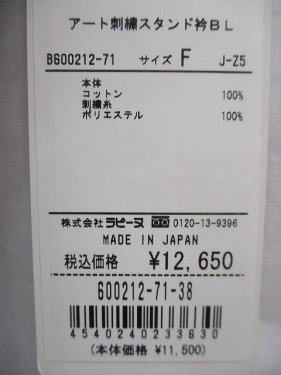 アート刺繍スタンド衿BL
B600212-71 サイズ F J-Z5
本体
コットン 100%
刺繍糸
ポリエステル 100%
株式会社ラピーヌ 0120-13-9396
MADE IN JAPAN
税込価格 ¥12,650
600212-71-38
4540240233630
(本体価格 ¥11,500)